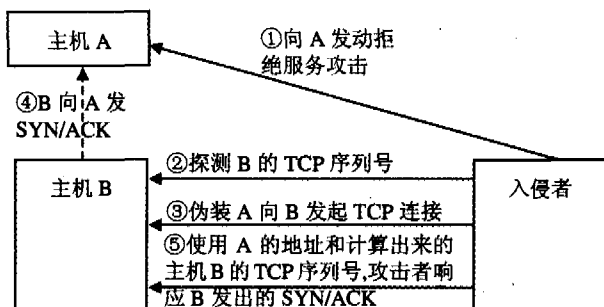 主机 A
①向 A 发动拒
绝服务攻击
④B 向 A 发
SYN/ACK
主机 B
②探测 B 的 TCP 序列号
入侵者
③伪装 A 向 B 发起 TCP 连接
⑤使用 A 的地址和计算出来的
主机 B 的 TCP 序列号,攻击者响
应 B 发出的 SYN/ACK